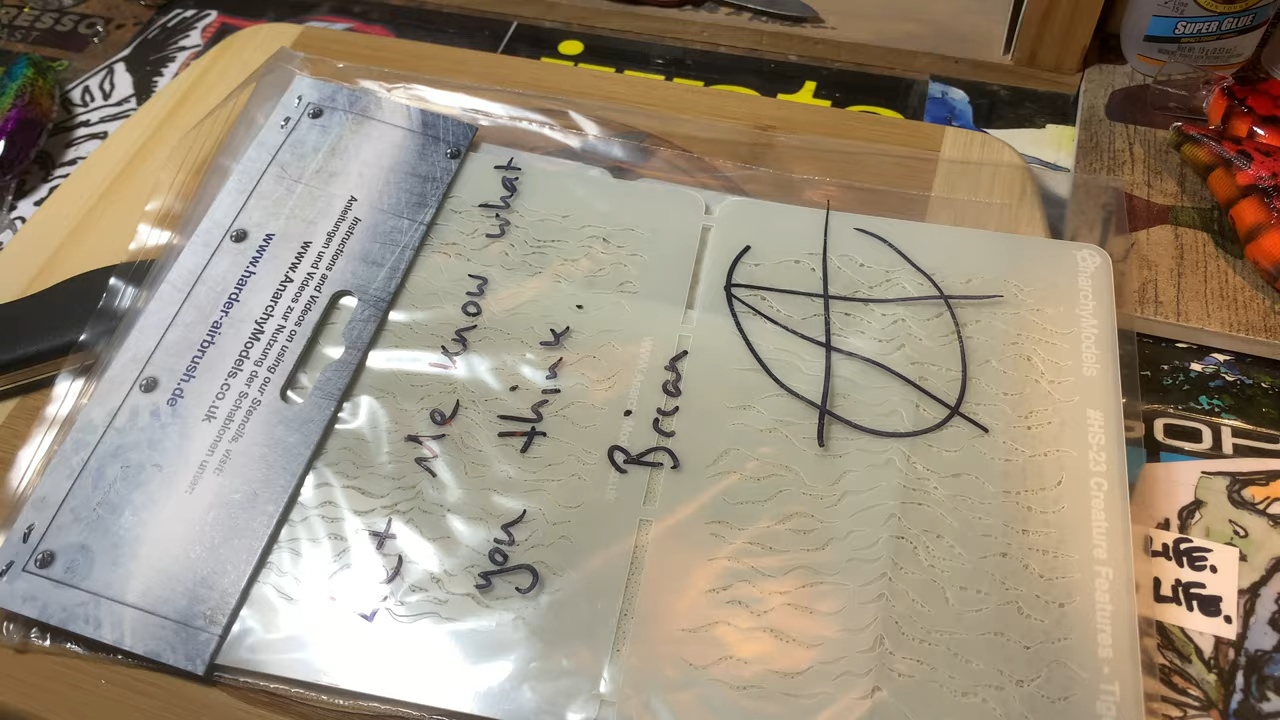 Let Me know what
you think.
Brian
Instructions and Videos on using our Stencils, visit:
Anleitungen und Videos zur Nutzung der Schablonen unter:
www.AnarchyModels.co.uk
www.harder-airbrush.de
AnarchyModels
#HS-23 Creature Features - Tig
SUPER GLUE